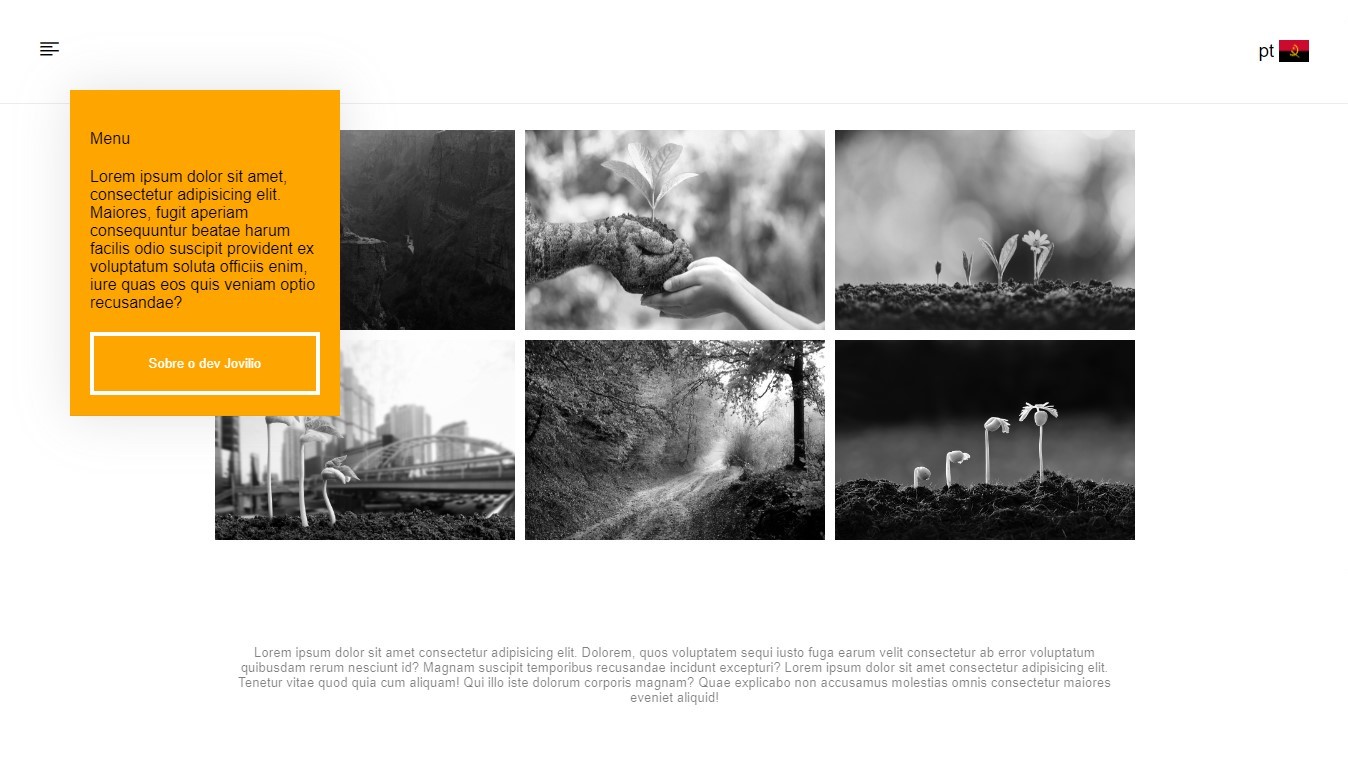 pt
Menu
Lorem ipsum dolor sit amet,
consectetur adipisicing elit.
Maiores, fugit aperiam
consequuntur beatae harum
facilis odio suscipit provident ex
voluptatum soluta officiis enim,
iure quas eos quis veniam optio
recusandae?
Sobre o dev Jovilio
Lorem ipsum dolor sit amet consectetur adipisicing elit. Dolorem, quos voluptatem sequi iusto fuga earum velit consectetur ab error voluptatum
quibusdam rerum nesciunt id? Magnam suscipit temporibus recusandae incidunt excepturi? Lorem ipsum dolor sit amet consectetur adipisicing elit.
Tenetur vitae quod quia cum aliquam! Qui illo iste dolorum corporis magnam? Quae explicabo non accusamus molestias omnis consectetur maiores
eveniet aliquid!